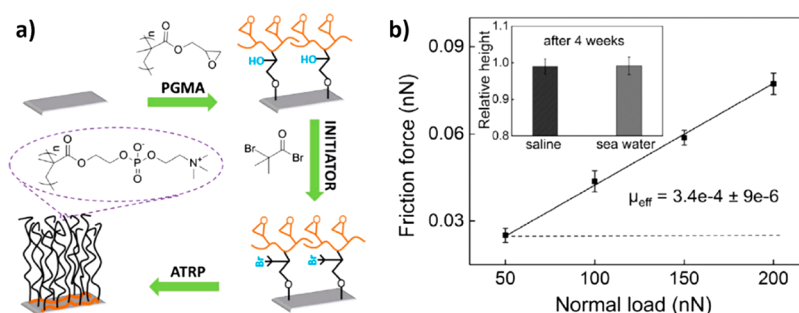 a)
n
O
O
O
PGMA
HO
HO
O
O
INITIATOR
Br
O
Br
n
O
O
O
O⁻
P
O
O
N⁺
ATRP
Br
Br
O
O
b)
0.09
0.06
0.03
Friction force (nN)
50
100
150
200
Normal load (nN)
μeff = 3.4e-4 ± 9e-6
after 4 weeks
Relative height
1.1
1.0
0.9
0.8
saline
sea water